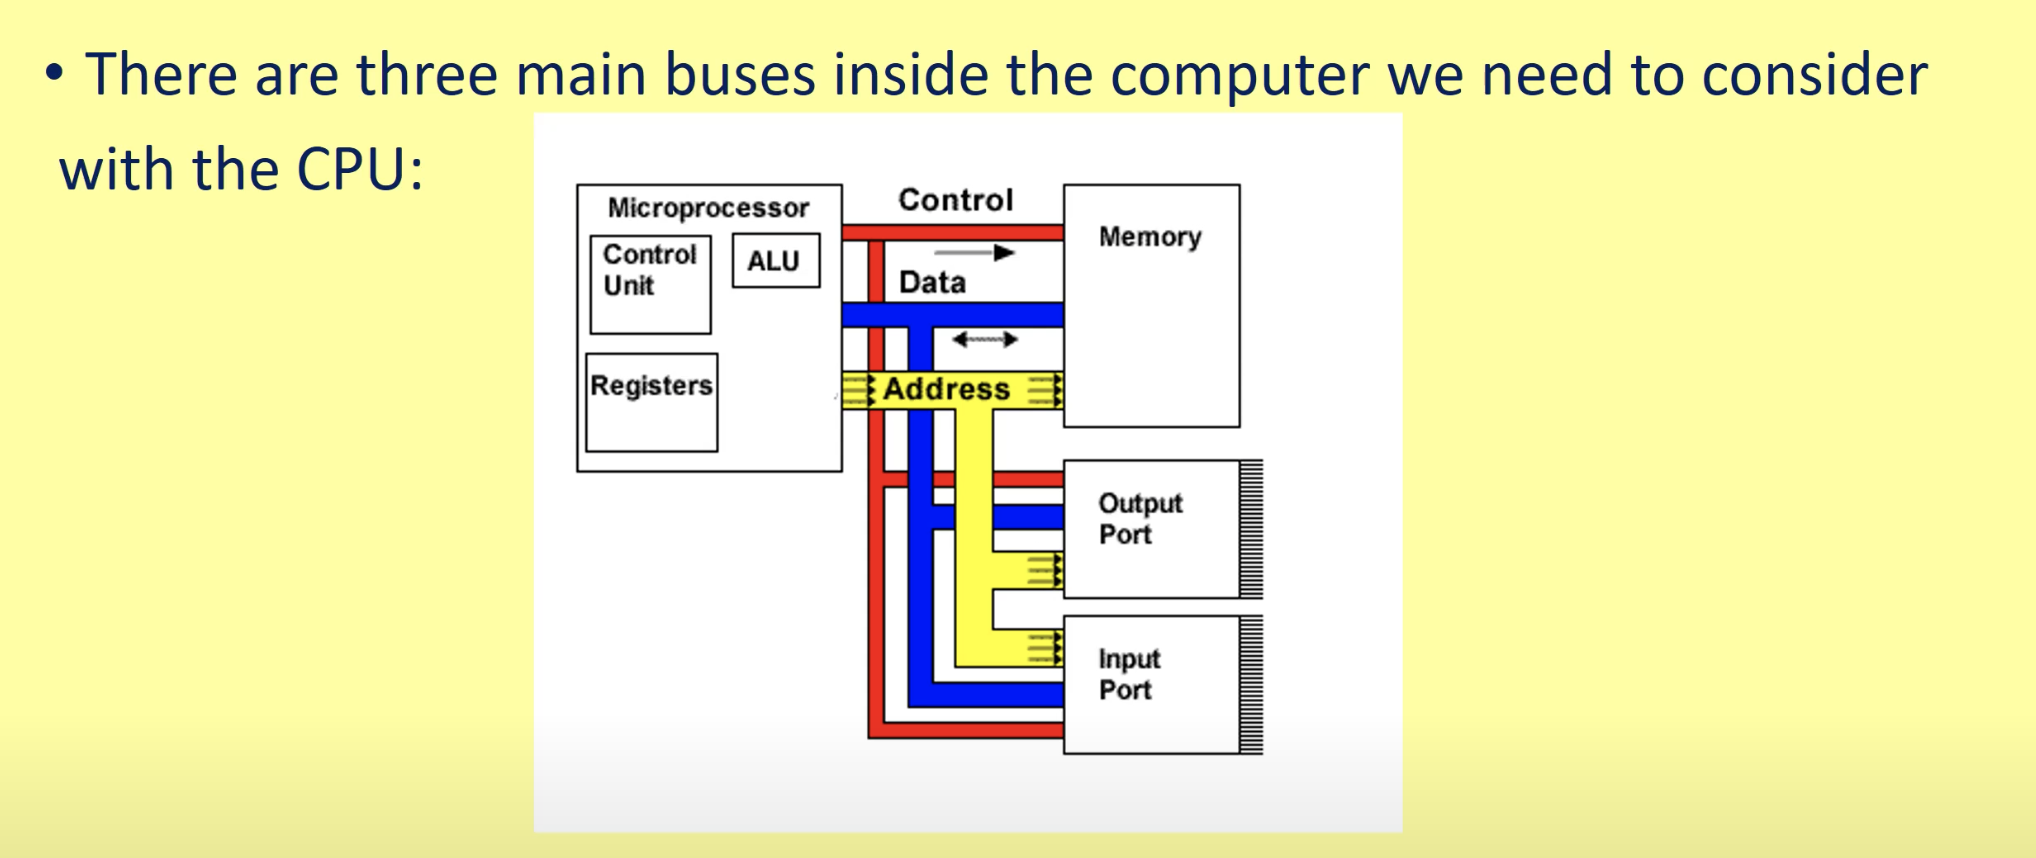 • There are three main buses inside the computer we need to consider
with the CPU:
Microprocessor
Control
Unit
ALU
Registers
Control
Data
Address
Memory
Output
Port
Input
Port